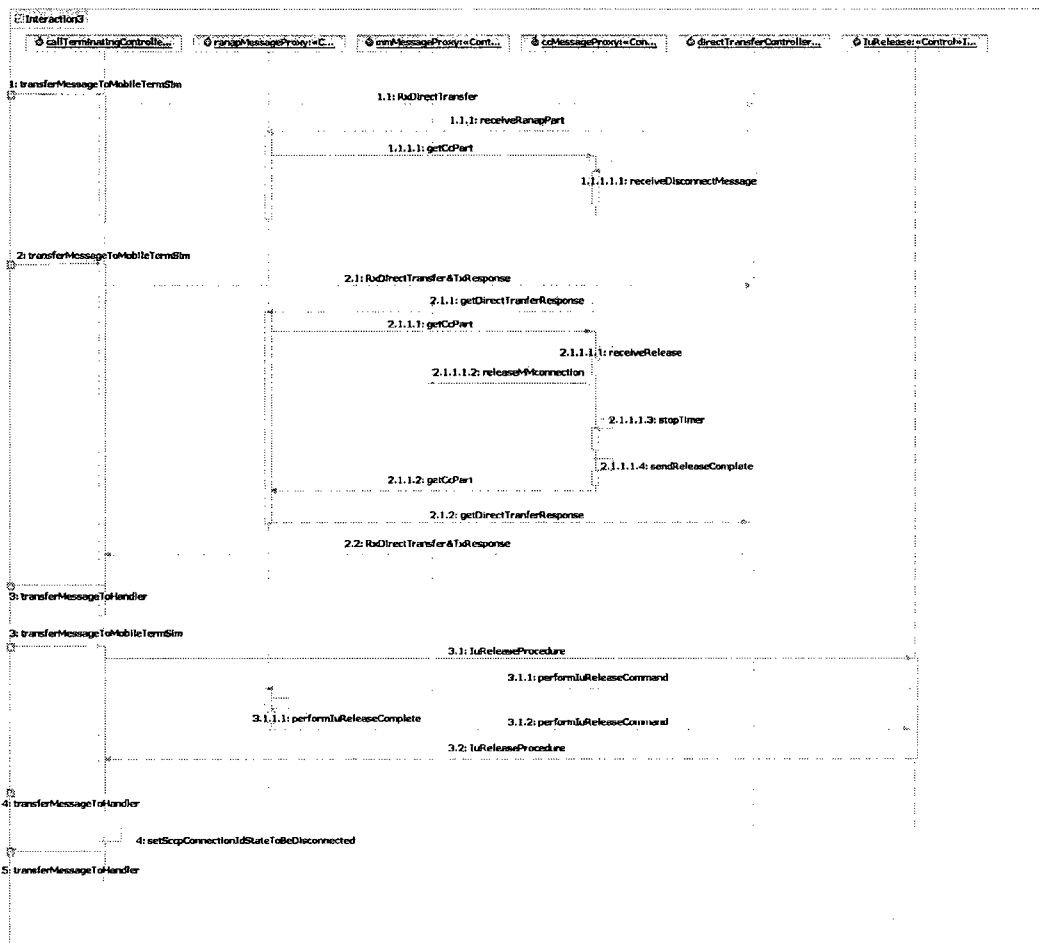 Interaction3
callTerminatingControlle...
ranapMessageProxy:«C...
mmMessageProxy:«Cont...
ccMessageProxy:«Con...
directTransferController...
IuRelease:«Control»I...
1: transferMessageToMobileTermSim
1.1: RxDirectTransfer
1.1.1: receiveRanapPart
1.1.1.1: getCcPart
1.1.1.1.1: receiveDisconnectMessage
2: transferMessageToMobileTermSim
2.1: RxDirectTransfer&TxResponse
2.1.1: getDirectTranferResponse
2.1.1.1: getCcPart
2.1.1.1.1: receiveRelease
2.1.1.1.2: releaseMMconnection
2.1.1.1.3: stopTimer
2.1.1.1.4: sendReleaseComplate
2.1.1.2: getCcPart
2.1.2: getDirectTranferResponse
2.2: RxDirectTransfer&TxResponse
3: transferMessageToHandler
3: transferMessageToMobileTermSim
3.1: IuReleaseProcedure
3.1.1: performIuReleaseCommand
3.1.1.1: performIuReleaseComplete
3.1.2: performIuReleaseCommand
3.2: IuReleaseProcedure
4: transferMessageToHandler
4: setSccpConnectionIdStateToBeDisconnected
5: transferMessageToHandler